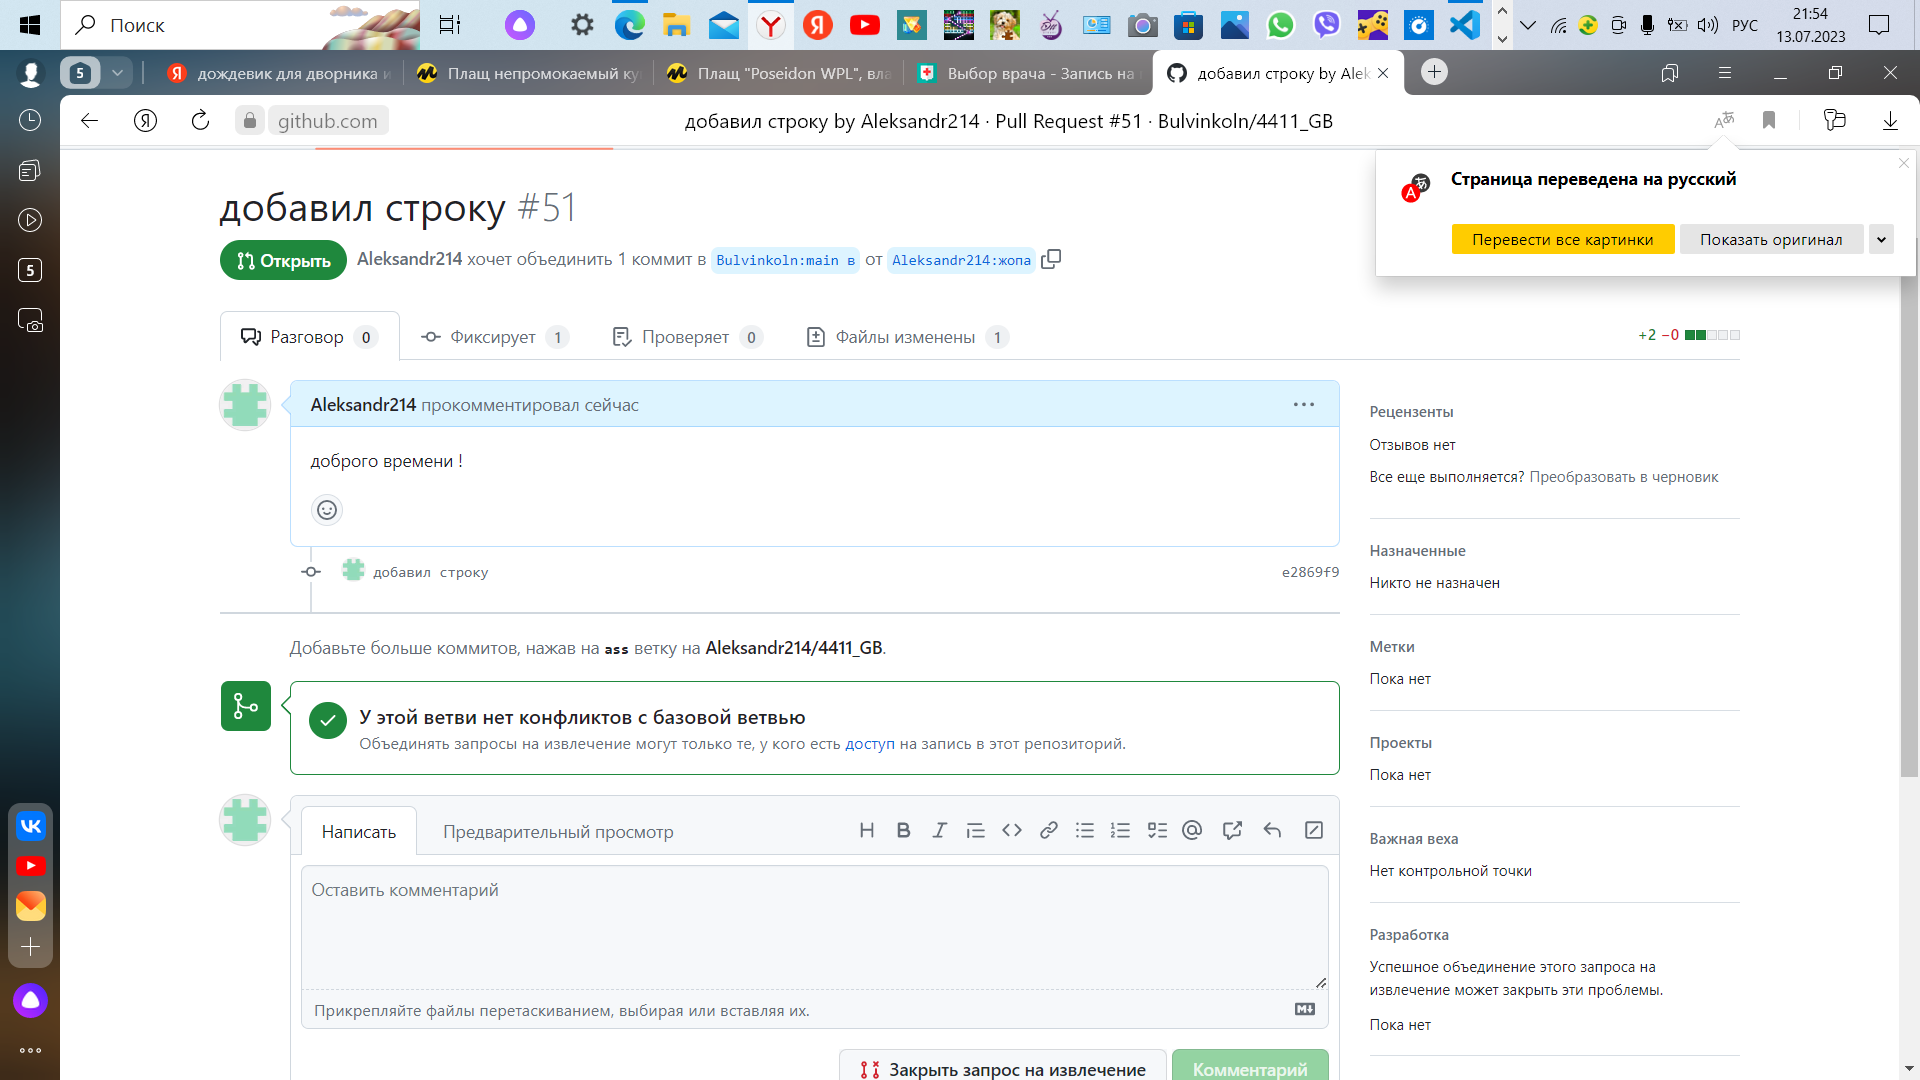 Поиск
РУС
21:54
13.07.2023
5
дождевик для дворника и
Плащ непромокаемый ку
Плащ "Poseidon WPL", вла
Выбор врача - Запись на
добавил строку by Alek
github.com
добавил строку by Aleksandr214 · Pull Request #51 · Bulvinkoln/4411_GB
Страница переведена на русский
Перевести все картинки
Показать оригинал
5
добавил строку #51
Открыть
Aleksandr214 хочет объединить 1 коммит в Bulvinkoln:main в от Aleksandr214:жопа
Разговор 0
Фиксирует 1
Проверяет 0
Файлы изменены 1
+2 −0
Aleksandr214 прокомментировал сейчас
доброго времени !
добавил строку
e2869f9
Добавьте больше коммитов, нажав на ass ветку на Aleksandr214/4411_GB.
У этой ветви нет конфликтов с базовой ветвью
Объединять запросы на извлечение могут только те, у кого есть доступ на запись в этот репозиторий.
Написать
Предварительный просмотр
Оставить комментарий
Прикрепляйте файлы перетаскиванием, выбирая или вставляя их.
Закрыть запрос на извлечение
Комментарий
Рецензенты
Отзывов нет
Все еще выполняется? Преобразовать в черновик
Назначенные
Никто не назначен
Метки
Пока нет
Проекты
Пока нет
Важная веха
Нет контрольной точки
Разработка
Успешное объединение этого запроса на
извлечение может закрыть эти проблемы.
Пока нет